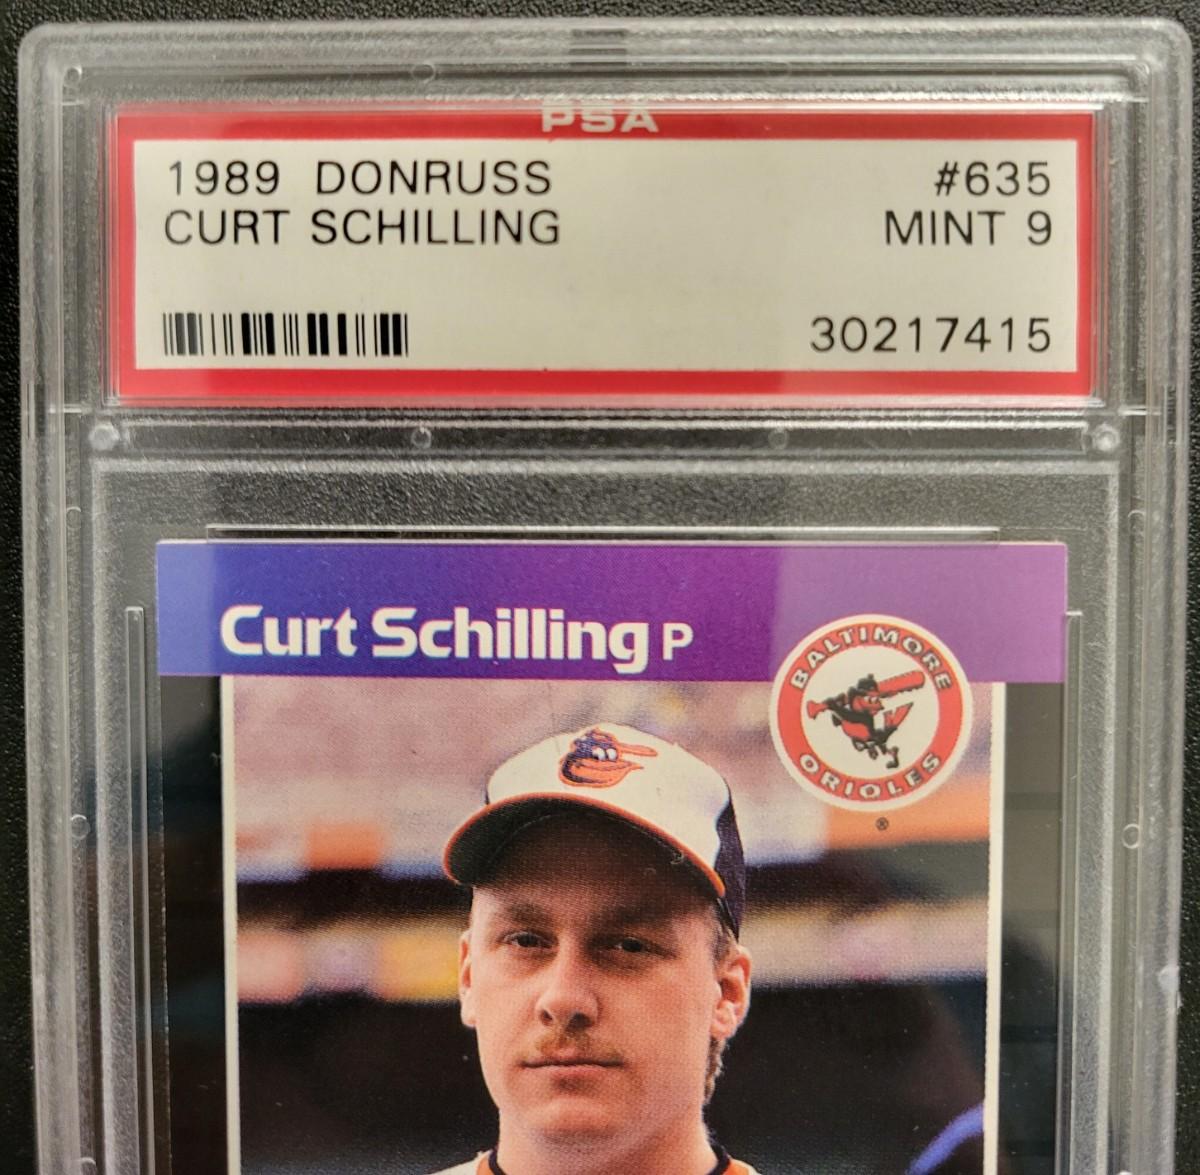 PSA
1989 DONRUSS #635
CURT SCHILLING MINT 9
30217415
Curt Schilling P
BALTIMORE
ORIOLES
®